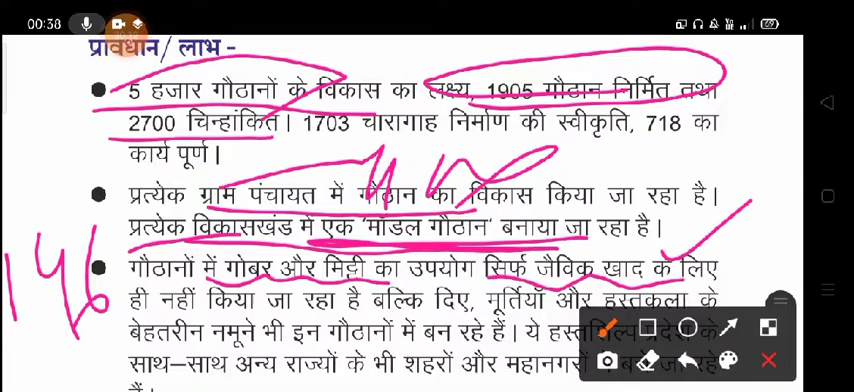 00:38
प्रावधान/ लाभ -
● 5 हजार गौठानों के विकास का लक्ष्य, 1905 गौठान निर्मित तथा
2700 चिन्हांकित। 1703 चारागाह निर्माण की स्वीकृति, 718 का
कार्य पूर्ण।
● प्रत्येक ग्राम पंचायत में गौठान का विकास किया जा रहा है।
प्रत्येक विकासखंड में एक 'मॉडल गौठान' बनाया जा रहा है।
146
● गौठानों में गोबर और मिट्टी का उपयोग सिर्फ जैविक खाद के लिए
ही नहीं किया जा रहा है बल्कि दिए, मूर्तियाँ और हस्तकला के
बेहतरीन नमूने भी इन गौठानों में बन रहे हैं। ये हस्तशिल्प प्रदेश के
साथ-साथ अन्य राज्यों के भी शहरों और महानगरों